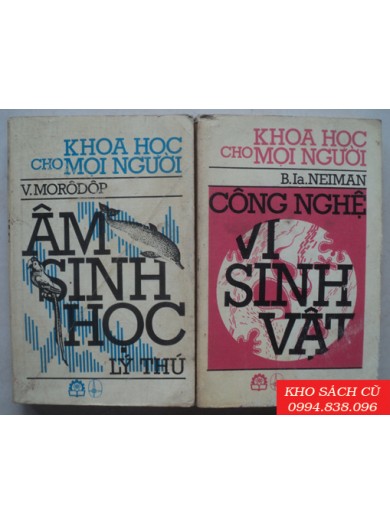 KHOA HỌC
CHO MỌI NGƯỜI
V.MORÔDÔP
ÂM
SINH
HỌC
LÝ THÚ
KHOA HỌC
CHO MỌI NGƯỜI
B.Ia.NEIMAN
CÔNG NGHỆ
VI
SINH
VẬT
KHO SÁCH CŨ
0994.838.096